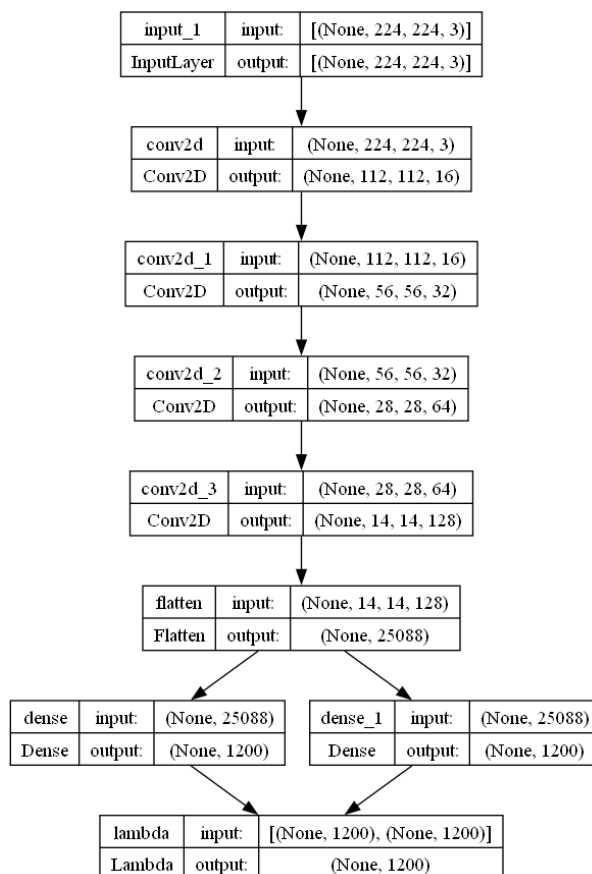 input_1 input: [(None, 224, 224, 3)]
InputLayer output: [(None, 224, 224, 3)]
conv2d input: (None, 224, 224, 3)
Conv2D output: (None, 112, 112, 16)
conv2d_1 input: (None, 112, 112, 16)
Conv2D output: (None, 56, 56, 32)
conv2d_2 input: (None, 56, 56, 32)
Conv2D output: (None, 28, 28, 64)
conv2d_3 input: (None, 28, 28, 64)
Conv2D output: (None, 14, 14, 128)
flatten input: (None, 14, 14, 128)
Flatten output: (None, 25088)
dense input: (None, 25088)
Dense output: (None, 1200)
dense_1 input: (None, 25088)
Dense output: (None, 1200)
lambda input: [(None, 1200), (None, 1200)]
Lambda output: (None, 1200)